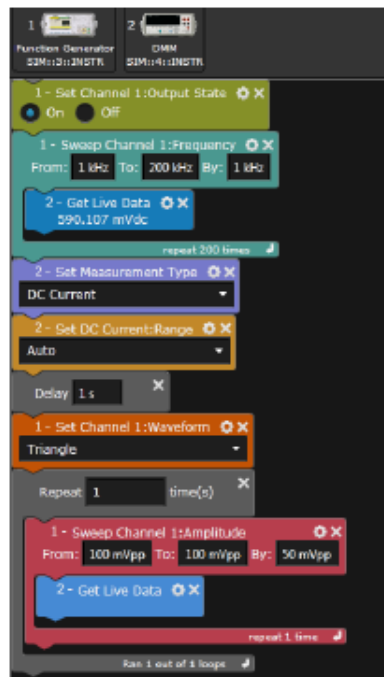 1
2
Function Generator
DMM
SIM::3::INSTR
SIM::4::INSTR
1 - Set Channel 1:Output State
On Off
1 - Sweep Channel 1:Frequency
From: 1 kHz To: 200 kHz By: 1 kHz
2 - Get Live Data
590.107 mVdc
repeat 200 times
2 - Set Measurement Type
DC Current
2 - Set DC Current:Range
Auto
Delay 1 s
1 - Set Channel 1:Waveform
Triangle
Repeat 1 time(s)
1 - Sweep Channel 1:Amplitude
From: 100 mVpp To: 100 mVpp By: 50 mVpp
2 - Get Live Data
repeat 1 time
Ran 1 out of 1 loops